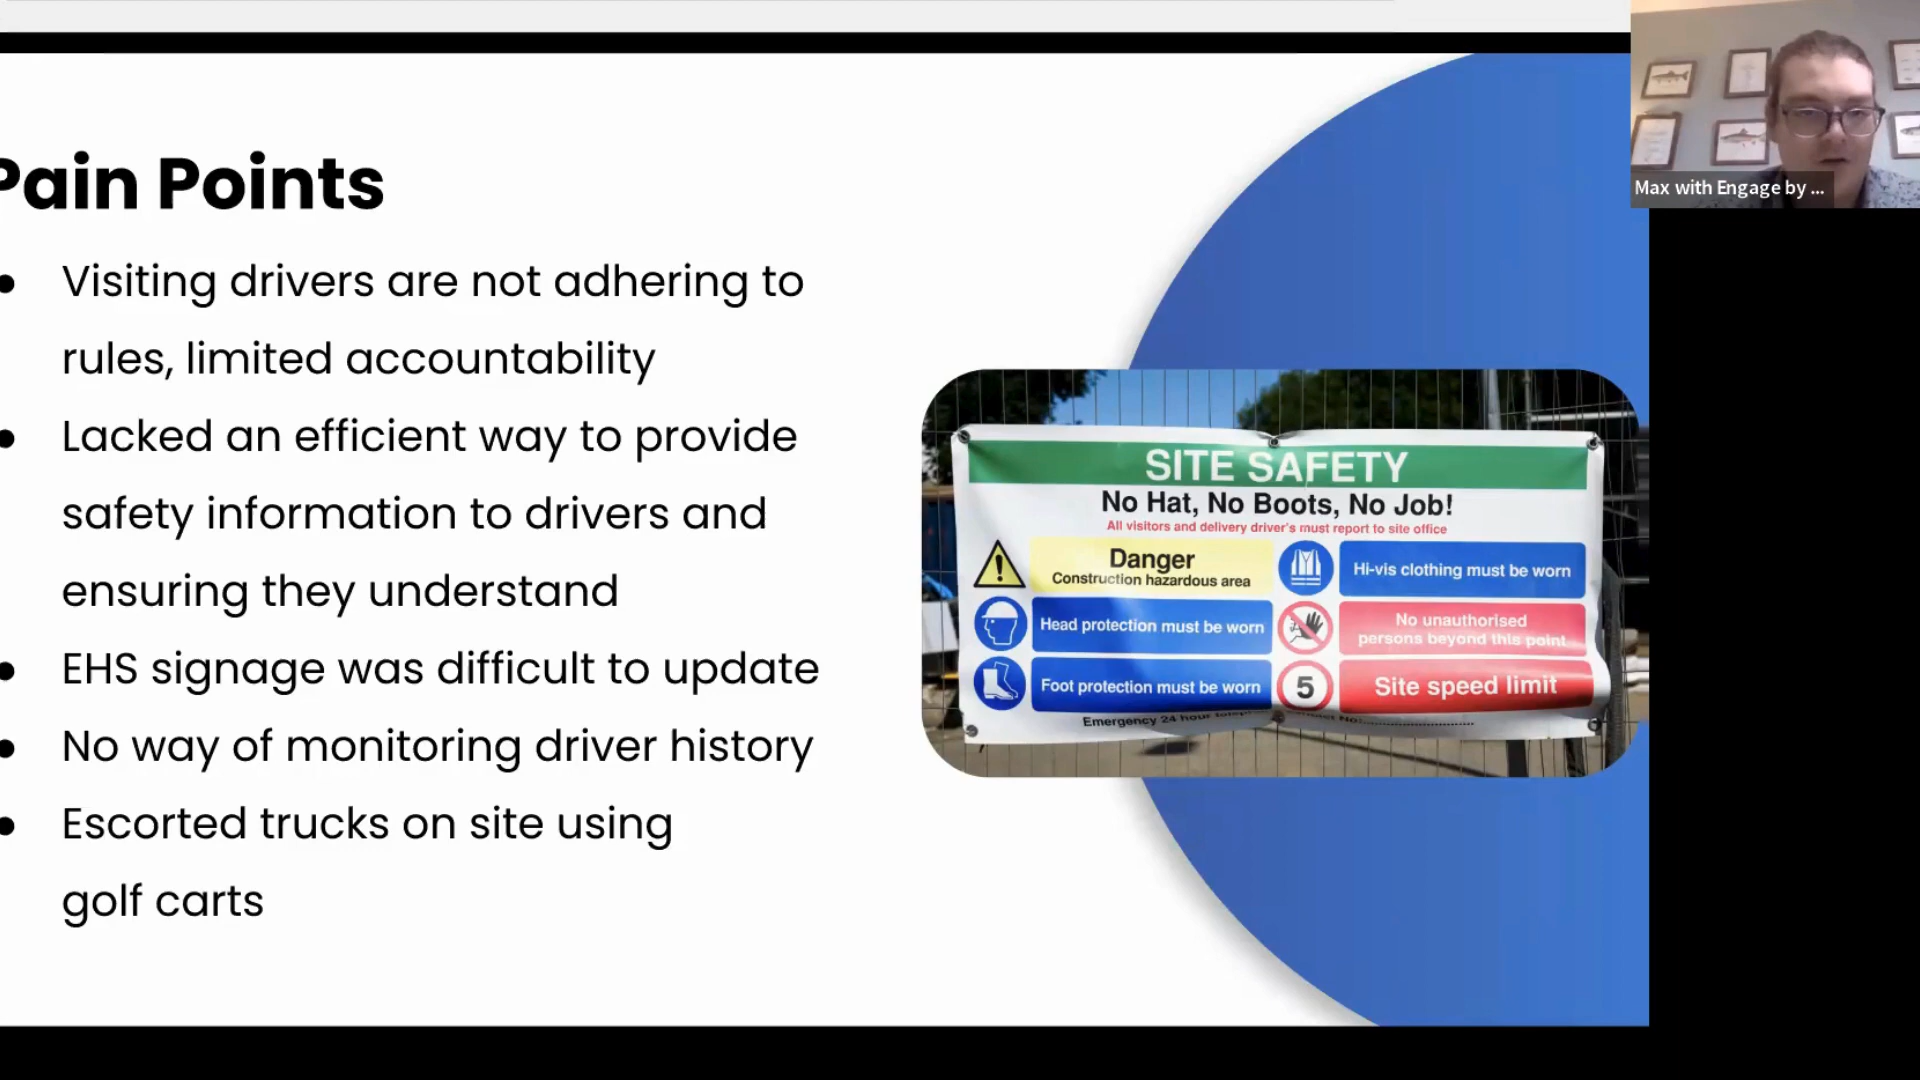 Pain Points
● Visiting drivers are not adhering to
rules, limited accountability
● Lacked an efficient way to provide
safety information to drivers and
ensuring they understand
● EHS signage was difficult to update
● No way of monitoring driver history
● Escorted trucks on site using
golf carts
SITE SAFETY
No Hat, No Boots, No Job!
All visitors and delivery driver's must report to site office
Danger
Construction hazardous area
Hi-vis clothing must be worn
Head protection must be worn
No unauthorised
persons beyond this point
Foot protection must be worn
5
Site speed limit
Emergency 24 hour
No:
Max with Engage by ...